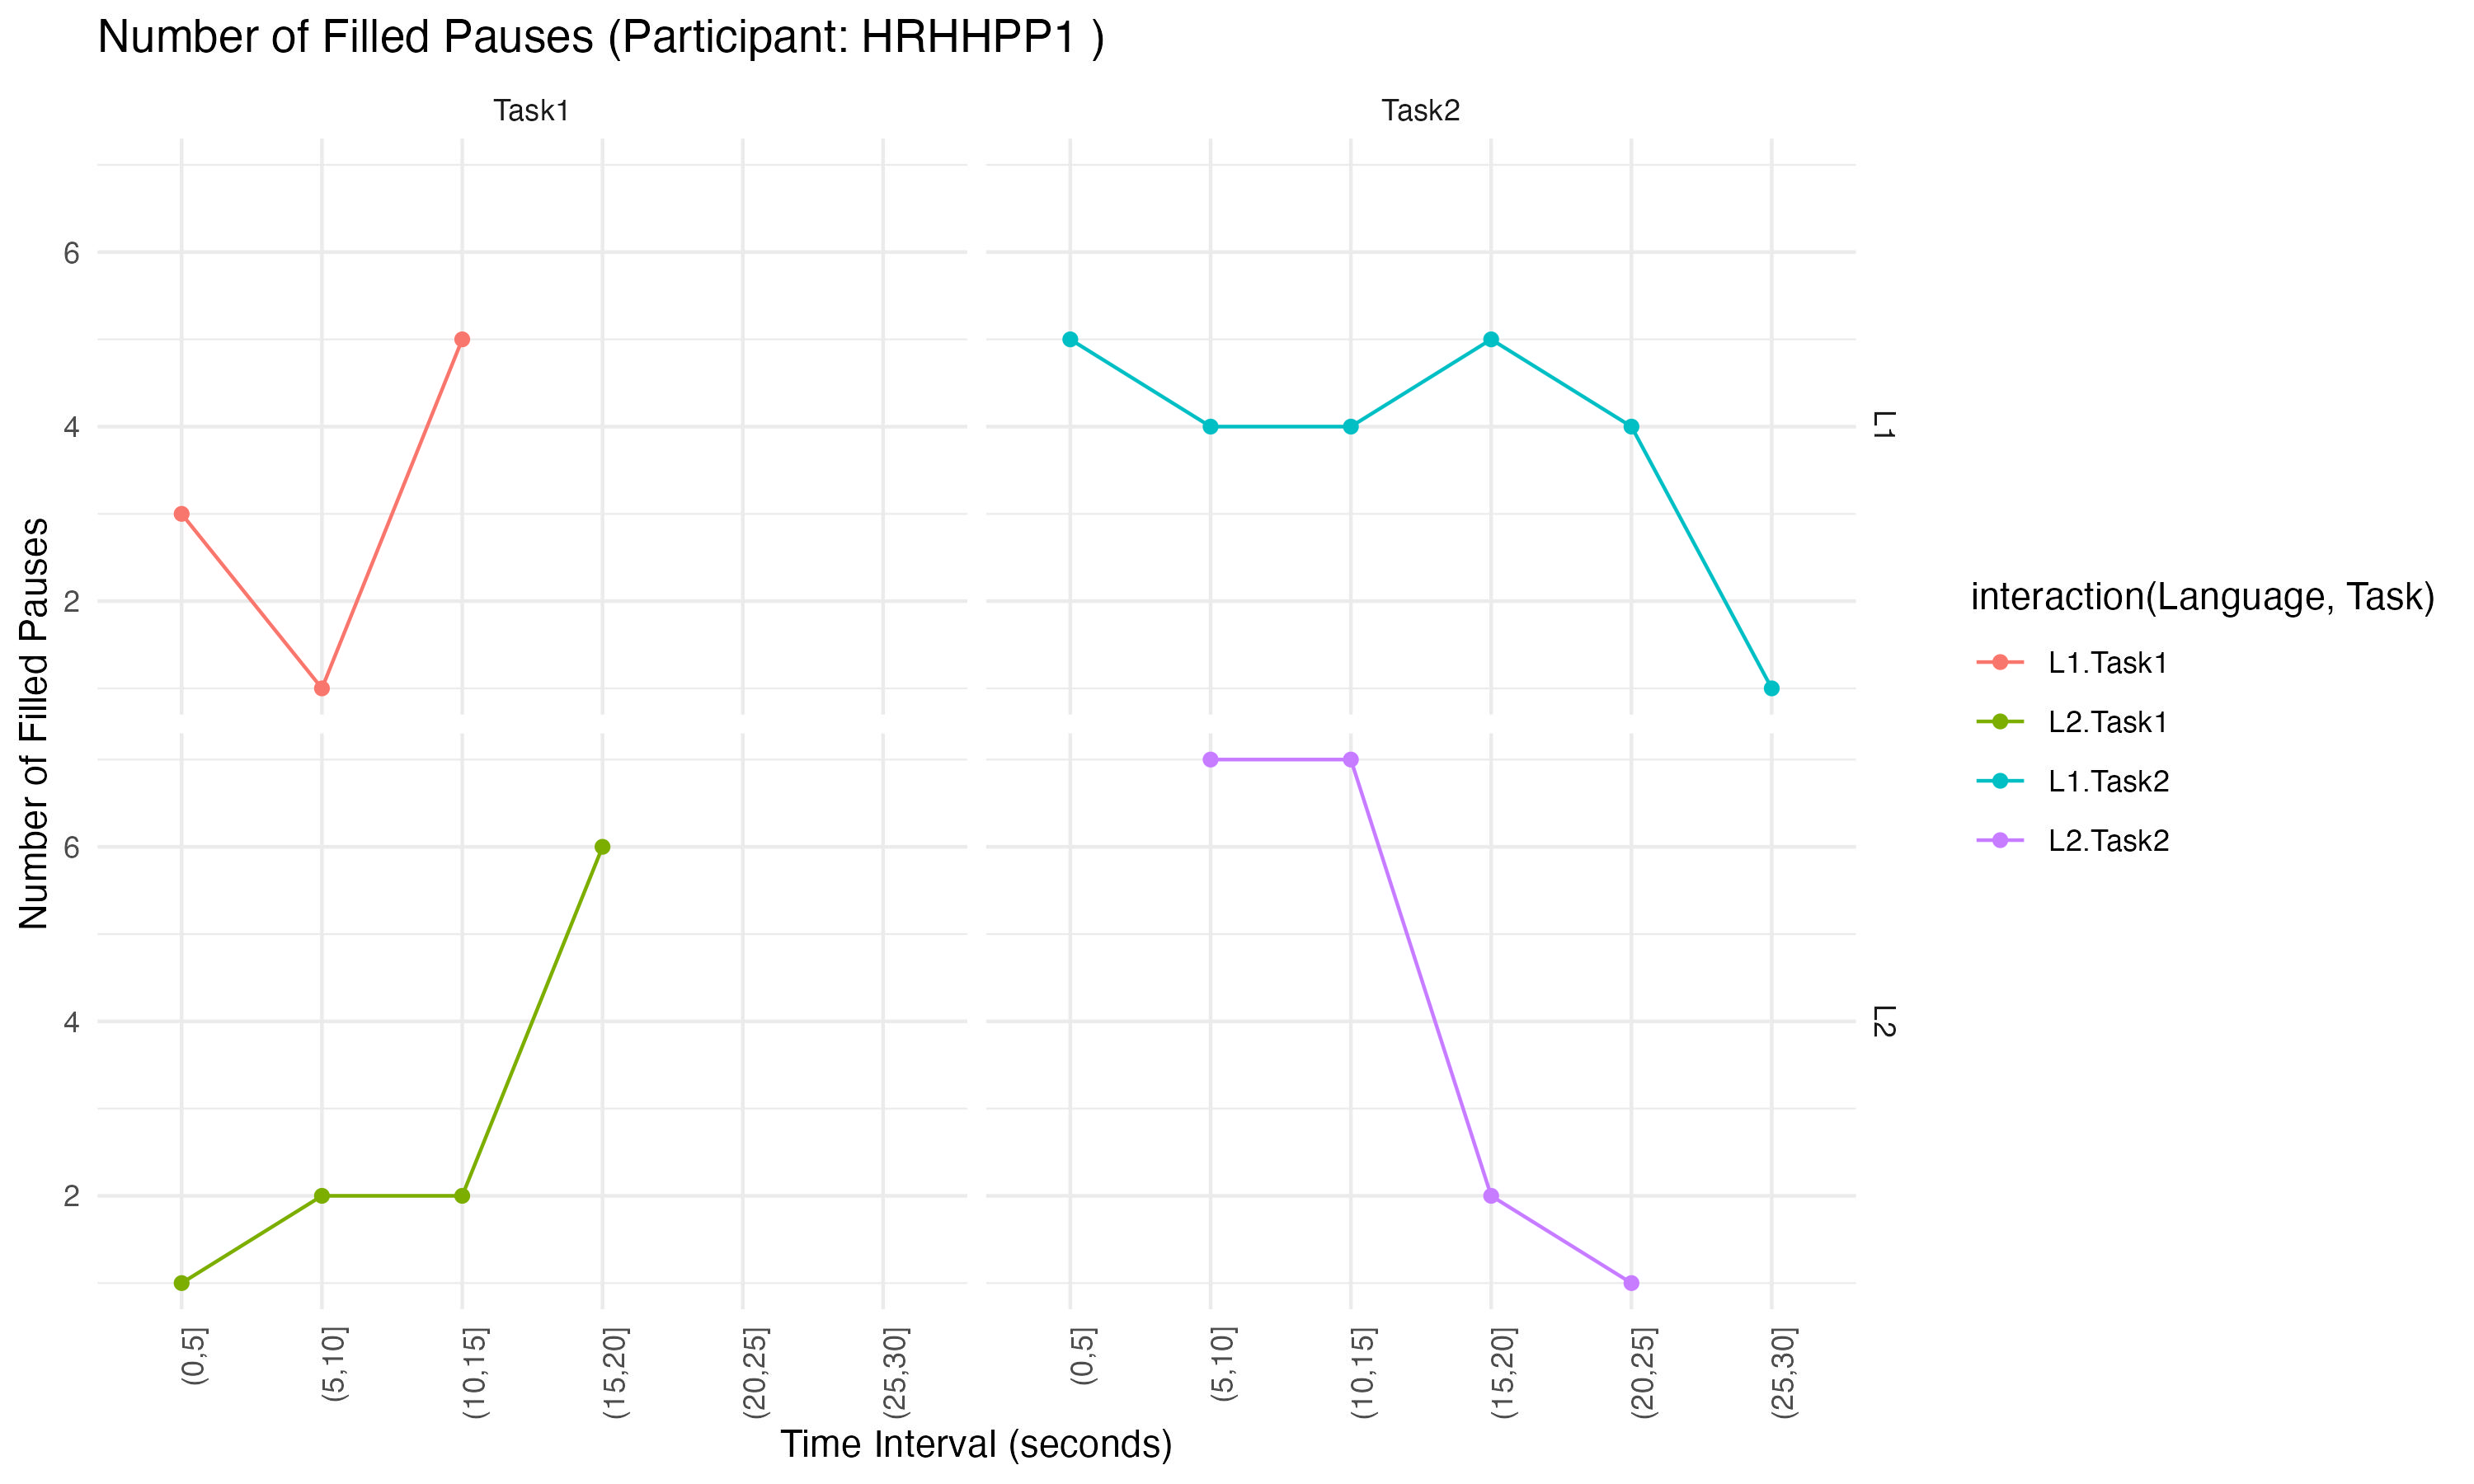 Number of Filled Pauses (Participant: HRHHPP1 )
Task1
Task2
6
4
2
L1
6
4
2
L2
Number of Filled Pauses
(0,5]
(5,10]
(10,15]
(15,20]
(20,25]
(25,30]
(0,5]
(5,10]
(10,15]
(15,20]
(20,25]
(25,30]
Time Interval (seconds)
interaction(Language, Task)
L1.Task1
L2.Task1
L1.Task2
L2.Task2